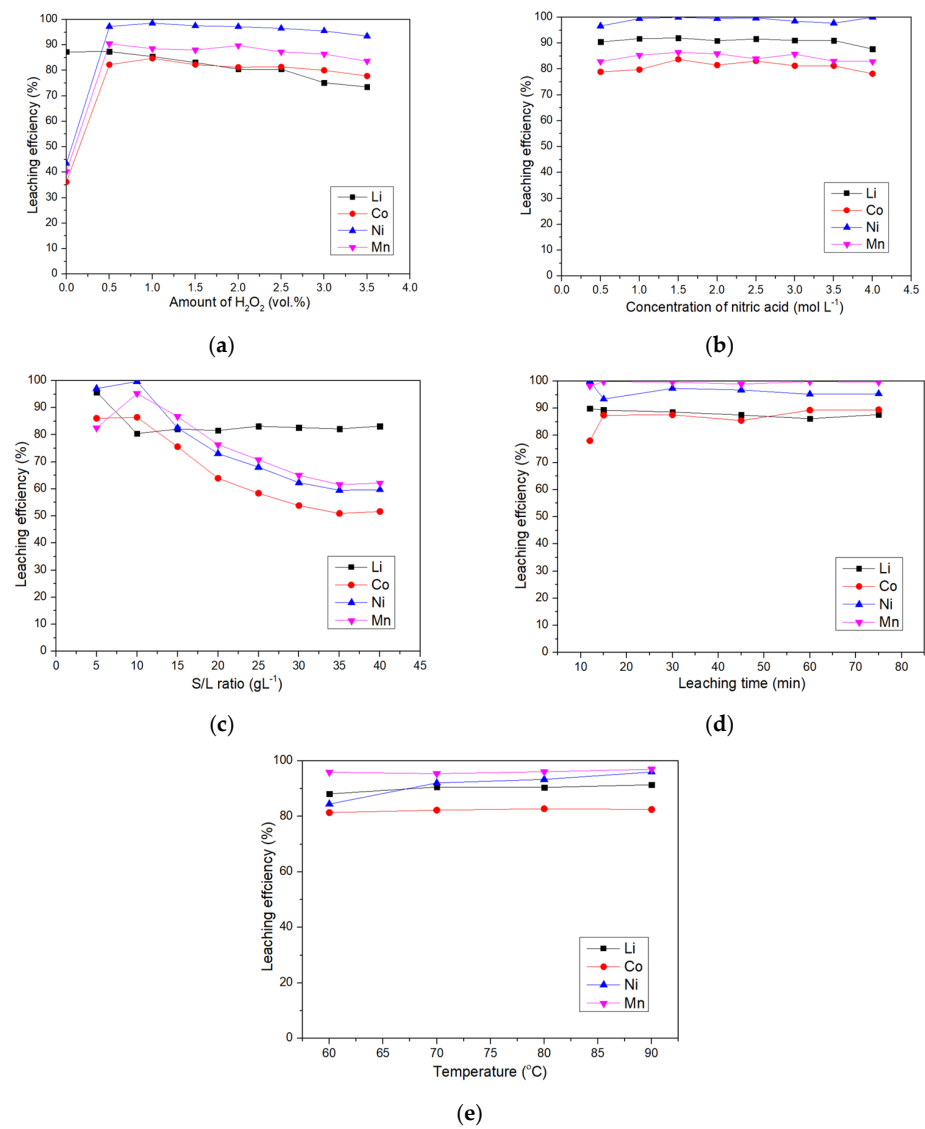 100
90
80
70
60
50
40
30
20
10
0
Leaching effciency (%)
Li
Co
Ni
Mn
0.0 0.5 1.0 1.5 2.0 2.5 3.0 3.5 4.0
Amount of H₂O₂ (vol.%)
(a)
100
90
80
70
60
50
40
30
20
10
0
Leaching effciency (%)
Li
Co
Ni
Mn
0.0 0.5 1.0 1.5 2.0 2.5 3.0 3.5 4.0 4.5
Concentration of nitric acid (mol L⁻¹)
(b)
100
90
80
70
60
50
40
30
20
10
0
Leaching effciency (%)
Li
Co
Ni
Mn
0 5 10 15 20 25 30 35 40 45
S/L ratio (gL⁻¹)
(c)
100
90
80
70
60
50
40
30
20
10
0
Leaching effciency (%)
Li
Co
Ni
Mn
10 20 30 40 50 60 70 80
Leaching time (min)
(d)
100
80
60
40
20
0
Leaching effciency (%)
Li
Co
Ni
Mn
60 65 70 75 80 85 90
Temperature (°C)
(e)